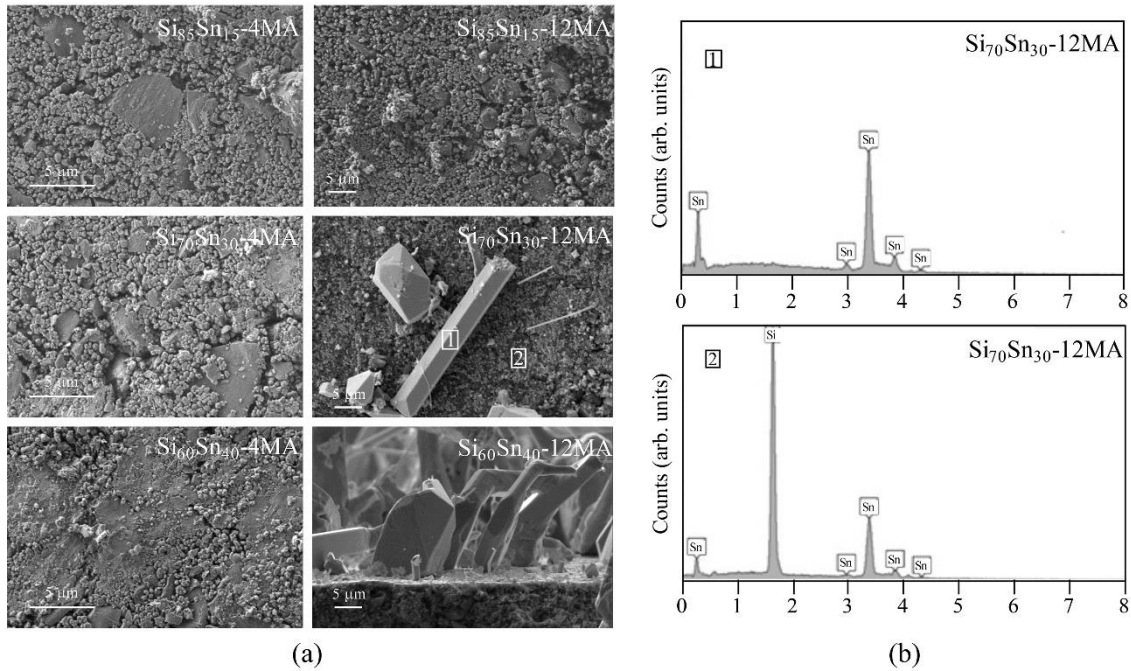 Si₈₅Sn₁₅-4MA
5 μm
Si₈₅Sn₁₅-12MA
5 μm
Si₇₀Sn₃₀-4MA
5 μm
Si₇₀Sn₃₀-12MA
1
2
5 μm
Si₆₀Sn₄₀-4MA
5 μm
Si₆₀Sn₄₀-12MA
5 μm
(a)
1
Si₇₀Sn₃₀-12MA
Counts (arb. units)
Sn
Sn
Sn
Sn
Sn
0 1 2 3 4 5 6 7 8
2
Si₇₀Sn₃₀-12MA
Counts (arb. units)
Si
Sn
Sn
Sn
Sn
Sn
0 1 2 3 4 5 6 7 8
(b)